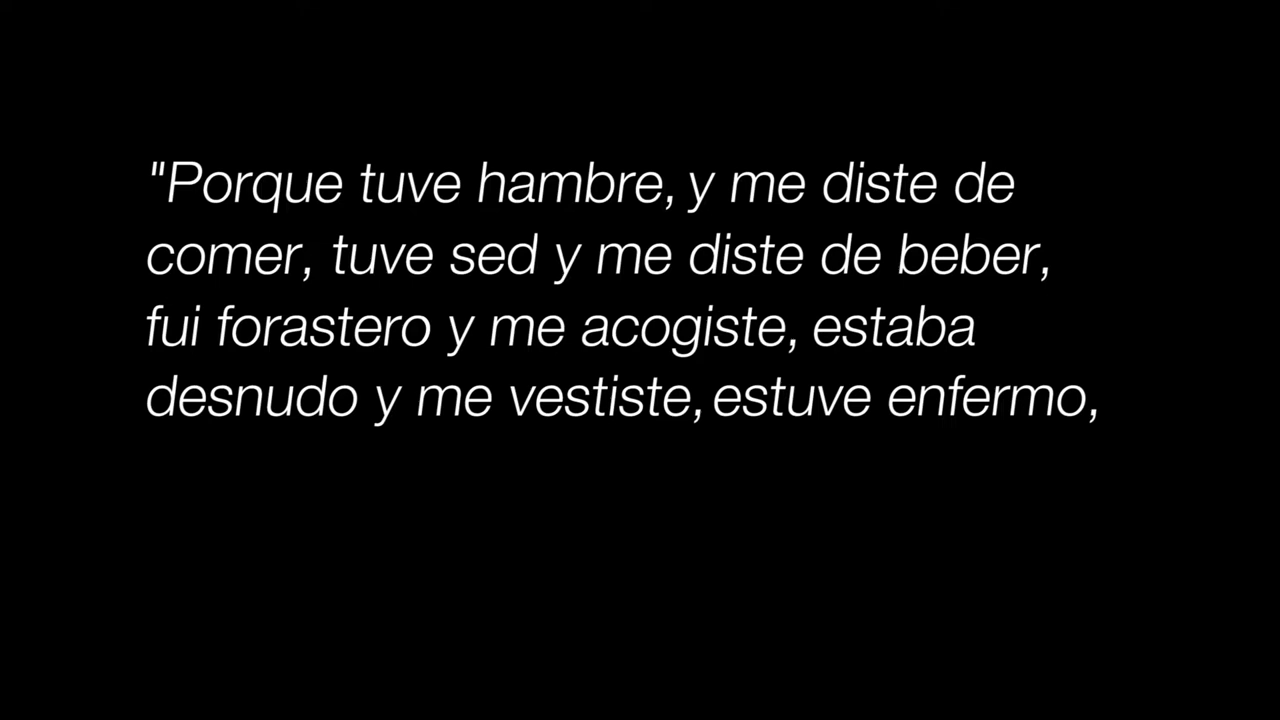 "Porque tuve hambre, y me diste de
comer, tuve sed y me diste de beber,
fui forastero y me acogiste, estaba
desnudo y me vestiste, estuve enfermo,